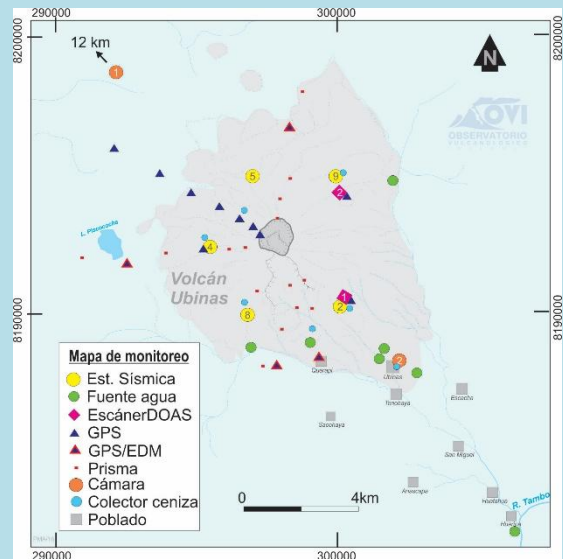 290000
300000
8200000
8200000
12 km
1
N
OVI
OBSERVATORIO
VULCANOLÓGICO
5
9
2
4
Volcán
Ubinas
1
2
8
8190000
8190000
2
Querapi
Ubinas
Tonohaya
Escacha
Sacohaya
San Miguel
Anascapa
Huatahua
Huarina
R. Tambo
Mapa de monitoreo
Est. Sísmica
Fuente agua
EscánerDOAS
GPS
GPS/EDM
Prisma
Cámara
Colector ceniza
Poblado
0 4km
290000
300000